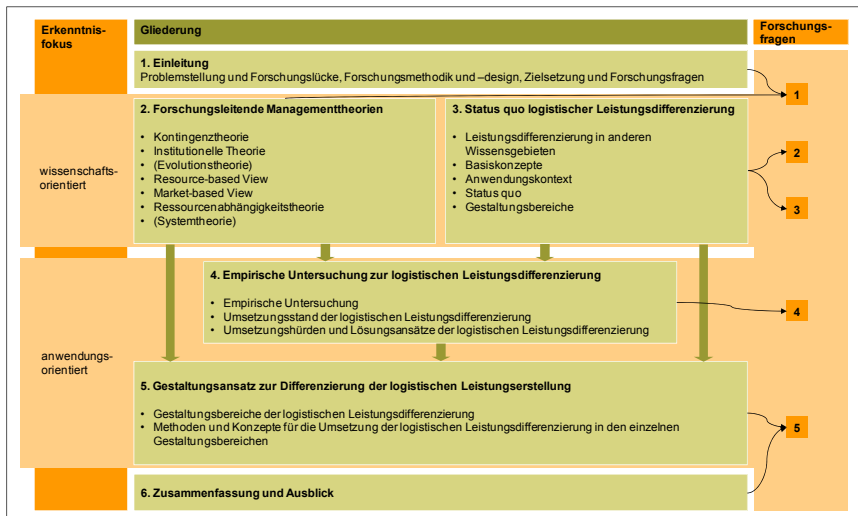 Erkenntnis-
fokus
Gliederung
Forschungs-
fragen
1. Einleitung
Problemstellung und Forschungslücke, Forschungsmethodik und –design, Zielsetzung und Forschungsfragen
1
wissenschafts-
orientiert
2. Forschungsleitende Managementtheorien
• Kontingenztheorie
• Institutionelle Theorie
• (Evolutionstheorie)
• Resource-based View
• Market-based View
• Ressourcenabhängigkeitstheorie
• (Systemtheorie)
3. Status quo logistischer Leistungsdifferenzierung
• Leistungsdifferenzierung in anderen
Wissensgebieten
• Basiskonzepte
• Anwendungskontext
• Status quo
• Gestaltungsbereiche
2
3
anwendungs-
orientiert
4. Empirische Untersuchung zur logistischen Leistungsdifferenzierung
• Empirische Untersuchung
• Umsetzungsstand der logistischen Leistungsdifferenzierung
• Umsetzungshürden und Lösungsansätze der logistischen Leistungsdifferenzierung
4
5. Gestaltungsansatz zur Differenzierung der logistischen Leistungserstellung
• Gestaltungsbereiche der logistischen Leistungsdifferenzierung
• Methoden und Konzepte für die Umsetzung der logistischen Leistungsdifferenzierung in den einzelnen
Gestaltungsbereichen
5
6. Zusammenfassung und Ausblick